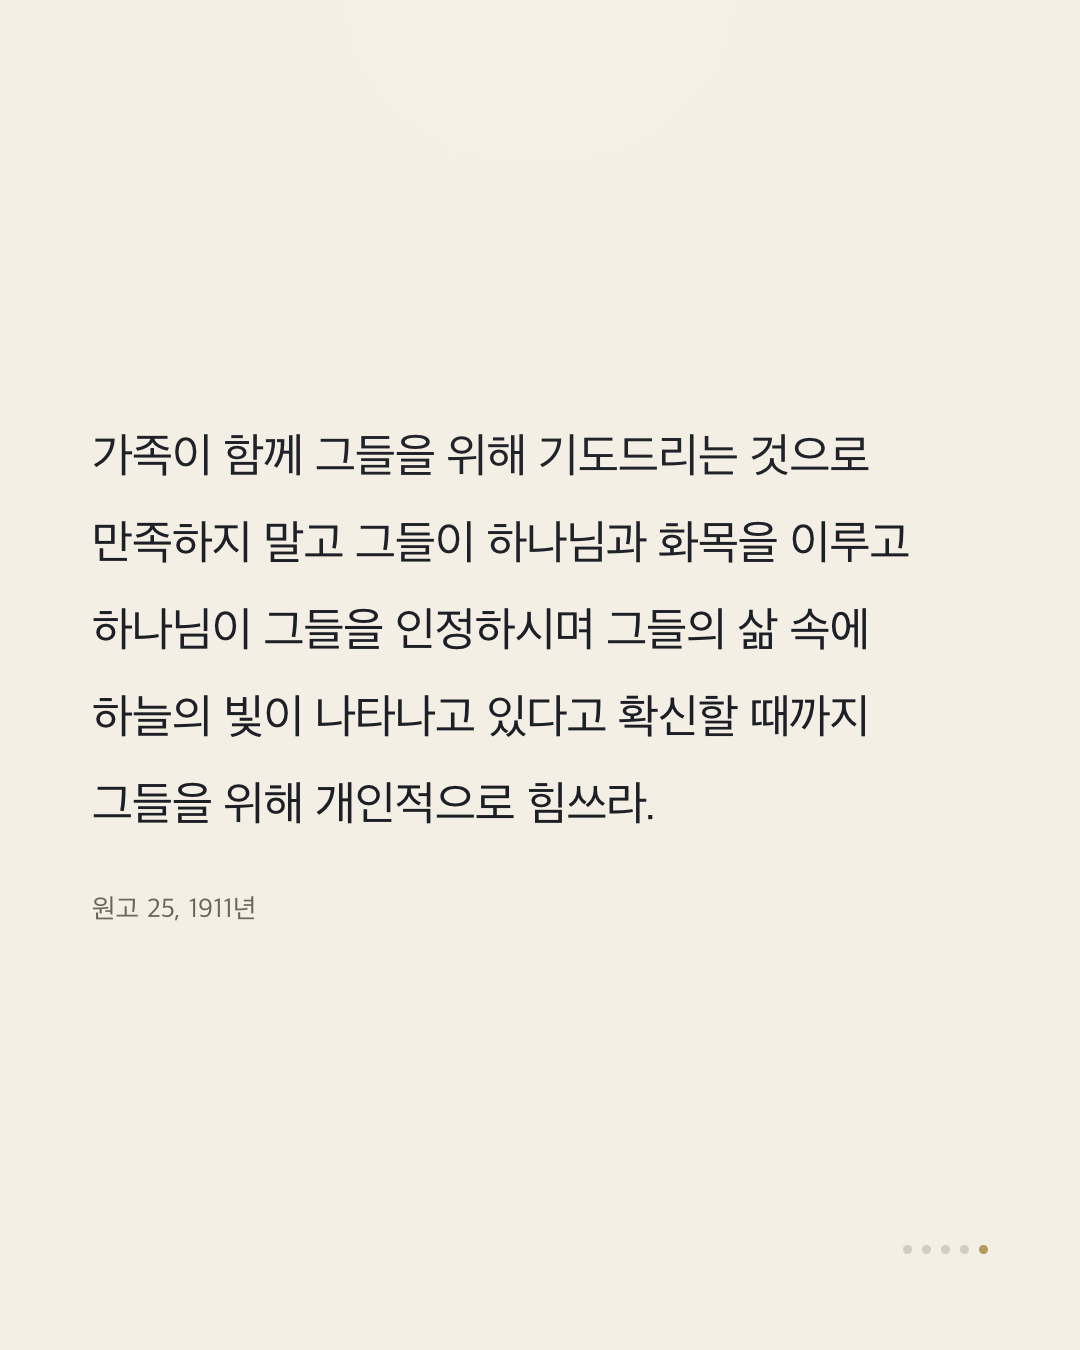 가족이 함께 그들을 위해 기도드리는 것으로
만족하지 말고 그들이 하나님과 화목을 이루고
하나님이 그들을 인정하시며 그들의 삶 속에
하늘의 빛이 나타나고 있다고 확신할 때까지
그들을 위해 개인적으로 힘쓰라.
원고 25, 1911년